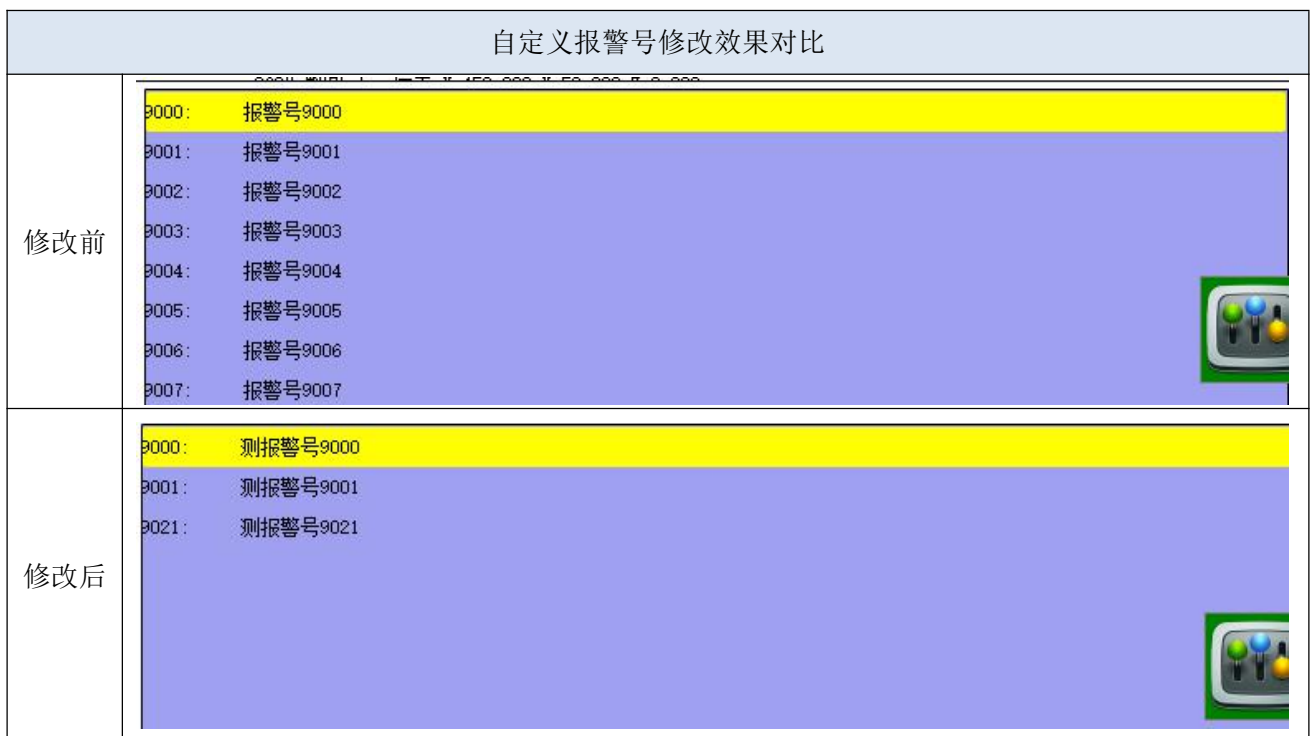 自定义报警号修改效果对比
修改前
9000: 报警号9000
9001: 报警号9001
9002: 报警号9002
9003: 报警号9003
9004: 报警号9004
9005: 报警号9005
9006: 报警号9006
9007: 报警号9007
修改后
9000: 测报警号9000
9001: 测报警号9001
9021: 测报警号9021